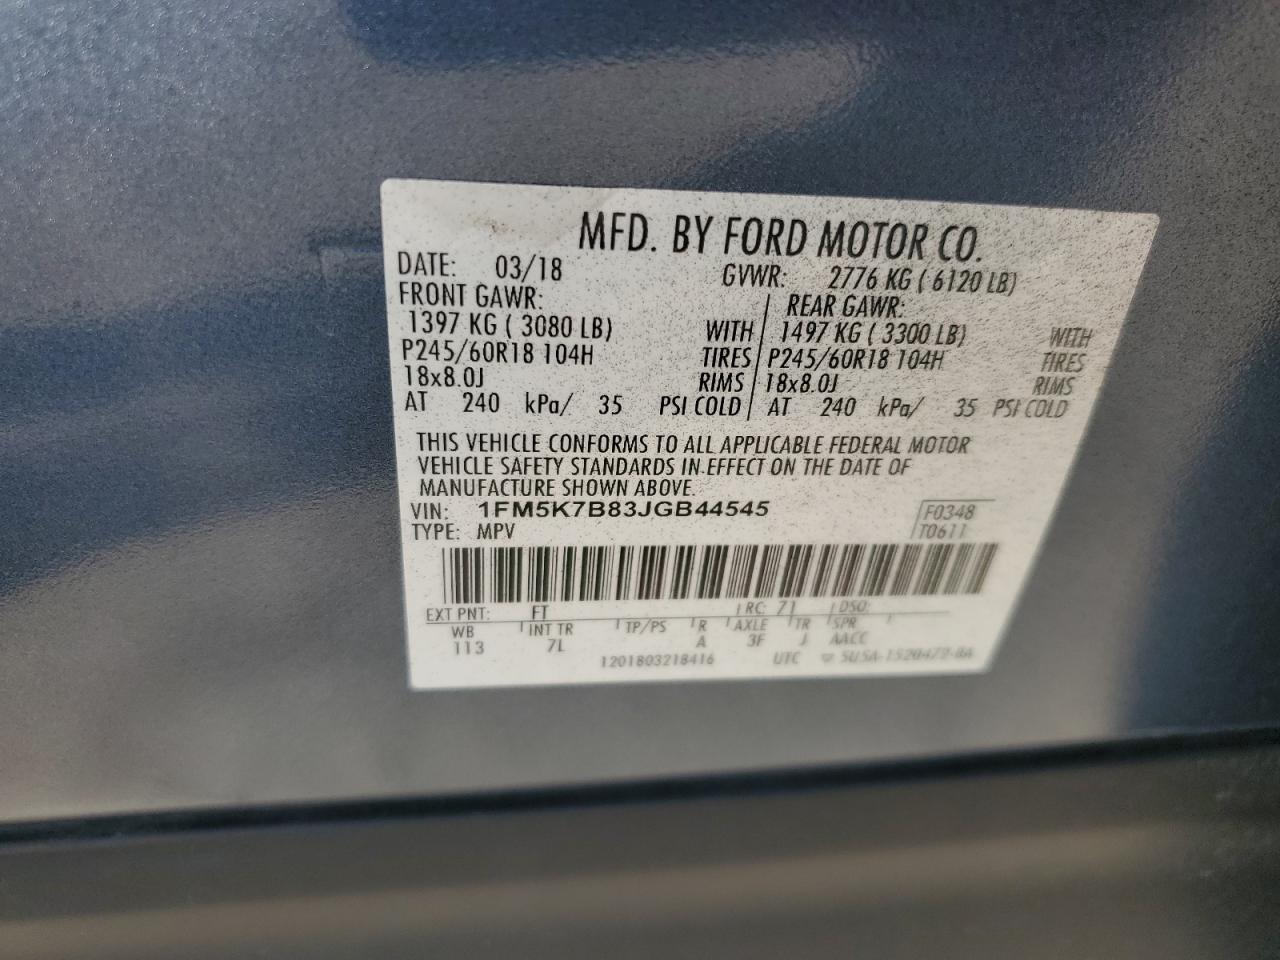 MFD. BY FORD MOTOR CO.
DATE: 03/18 GVWR: 2776 KG ( 6120 LB)
FRONT GAWR: REAR GAWR:
1397 KG ( 3080 LB) WITH 1497 KG ( 3300 LB) WITH
P245/60R18 104H TIRES P245/60R18 104H TIRES
18x8.0J RIMS 18x8.0J RIMS
AT 240 kPa/ 35 PSI COLD AT 240 kPa/ 35 PSI COLD
THIS VEHICLE CONFORMS TO ALL APPLICABLE FEDERAL MOTOR
VEHICLE SAFETY STANDARDS IN EFFECT ON THE DATE OF
MANUFACTURE SHOWN ABOVE.
VIN: 1FM5K7B83JGB44545 F0348
TYPE: MPV T0611
EXT PNT: FT RC: 71 DSO:
WB INT TR TP/PS R AXLE TR SPR
113 7L A 3F J AACC
1201803218416 UTC 5U5A-1520472-BA